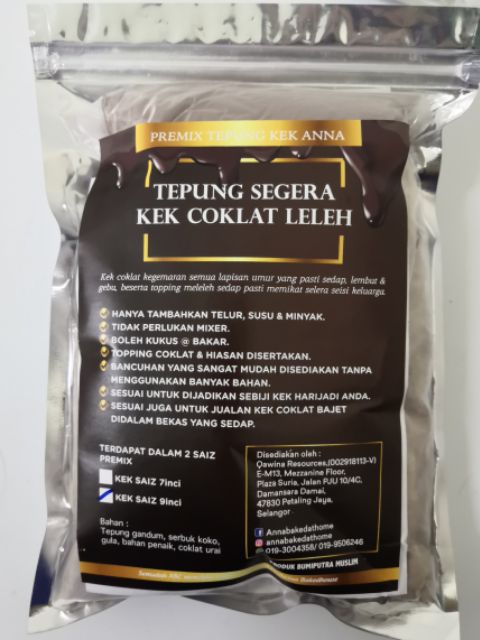 PREMIX TEPUNG KEK ANNA
TEPUNG SEGERA
KEK COKLAT LELEH
Kek coklat kegemaran semua lapisan umur yang pasti sedap, lembut &
gebu, beserta topping meleleh sedap pasti memikat selera seisi keluarga.
HANYA TAMBAHKAN TELUR, SUSU & MINYAK.
TIDAK PERLUKAN MIXER.
BOLEH KUKUS @ BAKAR.
TOPPING COKLAT & HIASAN DISERTAKAN.
BANCUHAN YANG SANGAT MUDAH DISEDIAKAN TANPA
MENGGUNAKAN BANYAK BAHAN.
SESUAI UNTUK DIJADIKAN SEBIJI KEK HARIJADI ANDA.
SESUAI JUGA UNTUK JUALAN KEK COKLAT BAJET
DIDALAM BEKAS YANG SEDAP.
TERDAPAT DALAM 2 SAIZ
PREMIX
KEK SAIZ 7inci
KEK SAIZ 9inci
Bahan :
Tepung gandum, serbuk koko,
gula, bahan penaik, coklat urai
Disediakan oleh :
Qawina Resources,(002918113-V)
E-M13, Mezzanine Floor,
Plaza Suria, Jalan PJU 10/4C,
Damansara Damai,
47830 Petaling Jaya,
Selangor
Annabakedathome
annabakedathome
019-3004358/ 019-9506246
PRODUK BUMIPUTRA MUSLIM